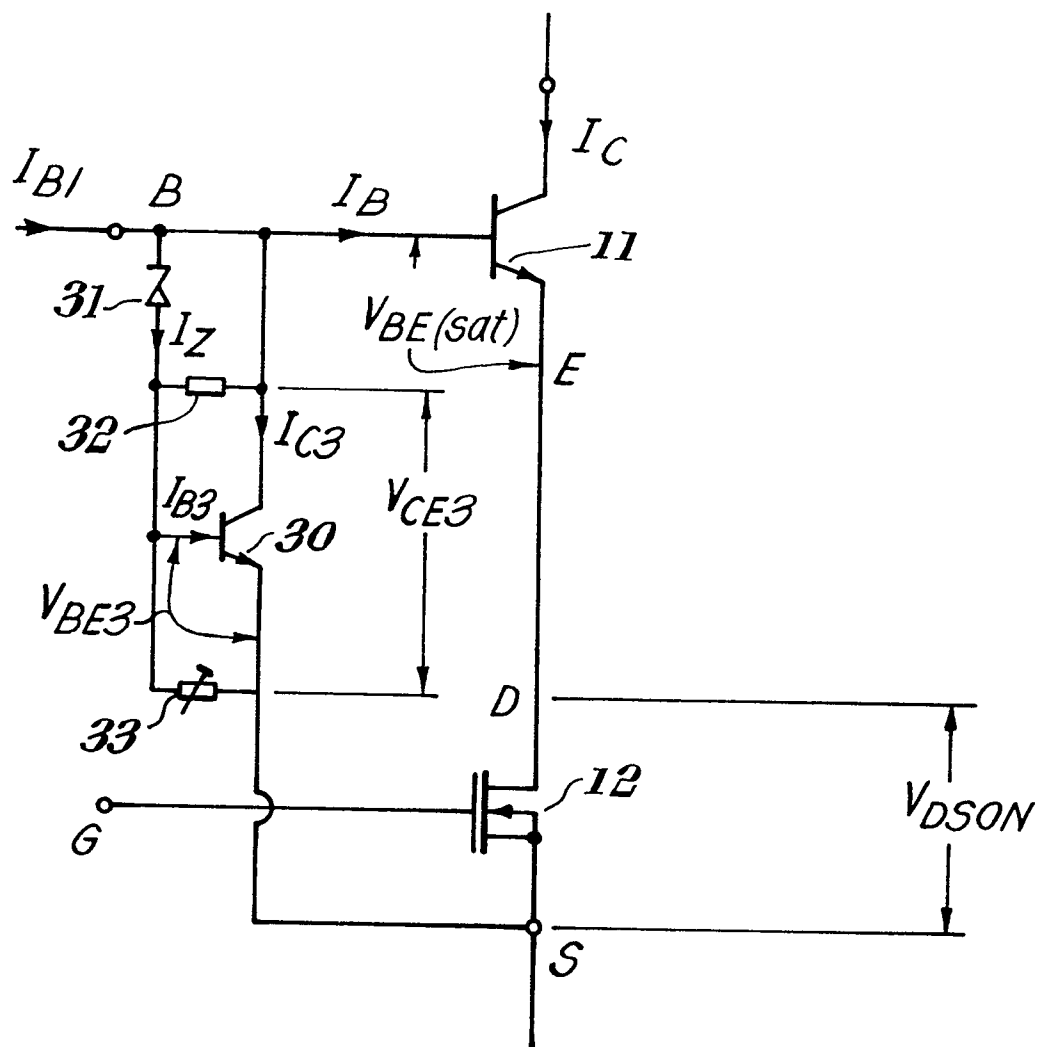 I_C
I_B1
B
I_B
11
31
V_BE(sat)
I_Z
E
32
I_C3
I_B3
V_CE3
30
V_BE3
D
33
12
V_DSON
G
S